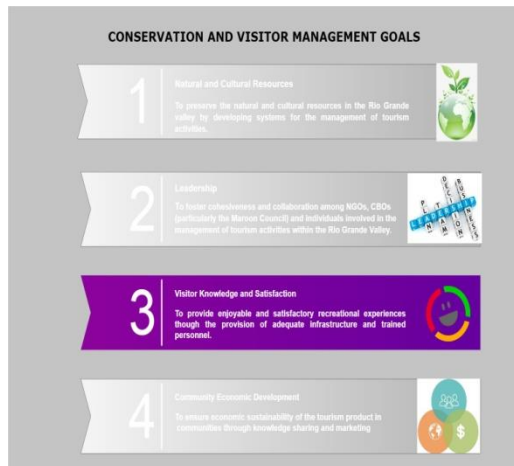 CONSERVATION AND VISITOR MANAGEMENT GOALS
1
Natural and Cultural Resources
To preserve the natural and cultural resources in the Rio Grande
valley by developing systems for the management of tourism
activities.
2
Leadership
To foster cohesiveness and collaboration among NGOs, CBOs
(particularly the Maroon Council) and individuals involved in the
management of tourism activities within the Rio Grande Valley.
LEADERSHIP
3
Visitor Knowledge and Satisfaction
To provide enjoyable and satisfactory recreational experiences
though the provision of adequate infrastructure and trained
personnel.
4
Community Economic Development
To ensure economic sustainability of the tourism product in
communities through knowledge sharing and marketing
$